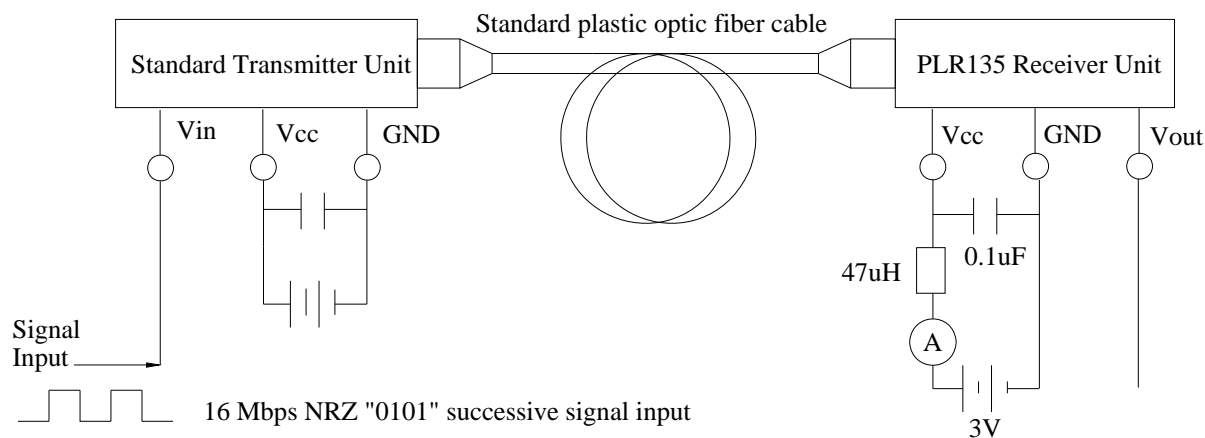 Standard plastic optic fiber cable
Standard Transmitter Unit
PLR135 Receiver Unit
Vin
Vcc
GND
Vcc
GND
Vout
47uH
0.1uF
A
3V
Signal
Input
16 Mbps NRZ "0101" successive signal input